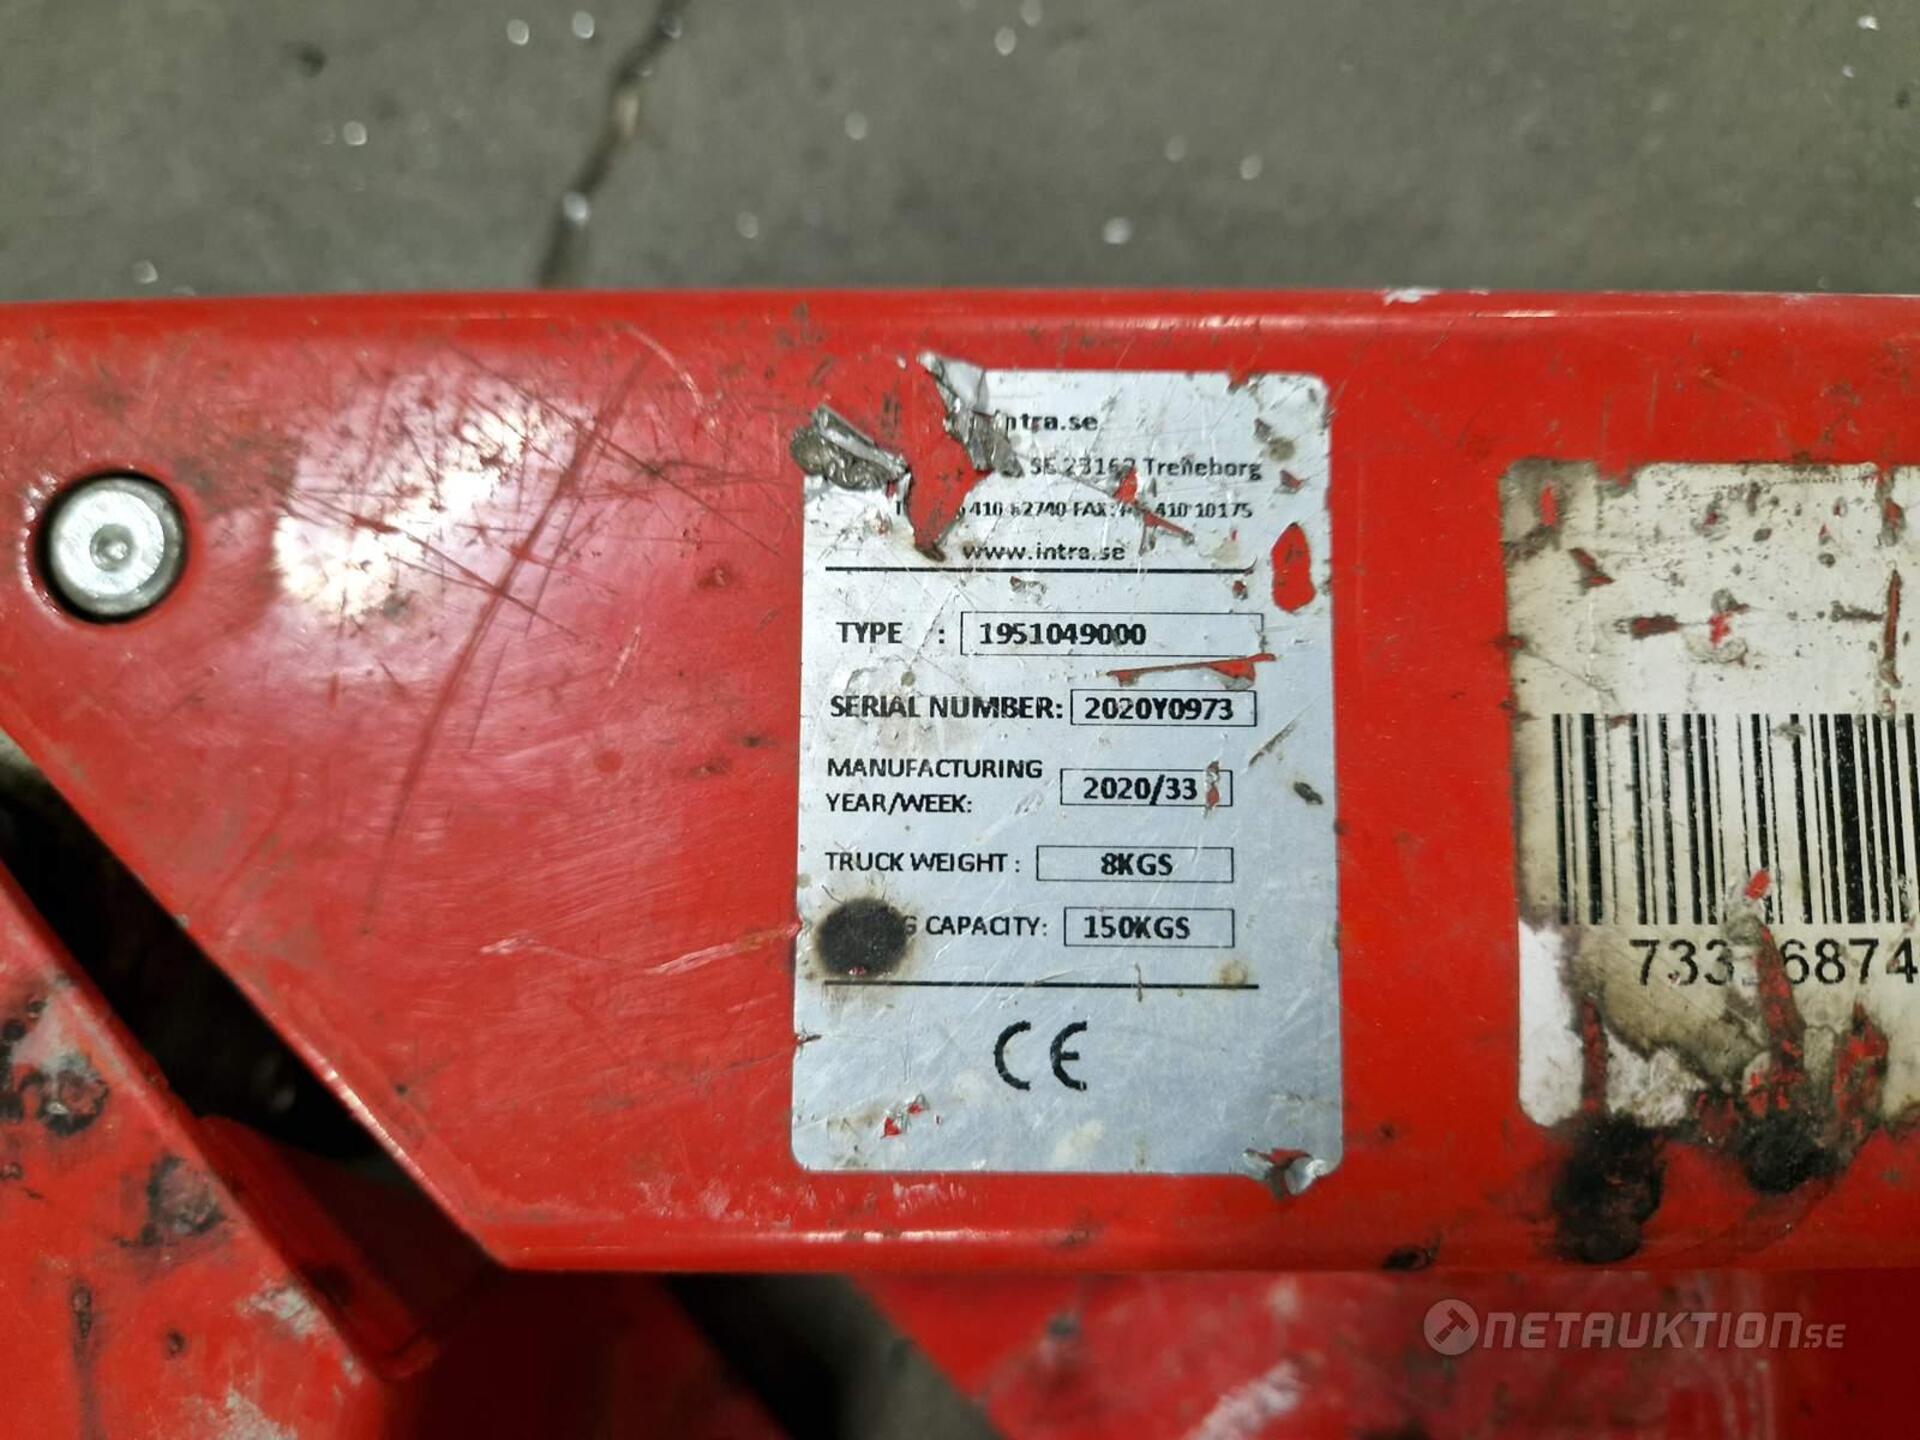 intra.se
SE 23162 Trelleborg
410 62740 FAX: 410 10175
www.intra.se
TYPE : 1951049000
SERIAL NUMBER: 2020Y0973
MANUFACTURING
YEAR/WEEK: 2020/33
TRUCK WEIGHT : 8KGS
CAPACITY: 150KGS
CE
NETAUKTION.SE